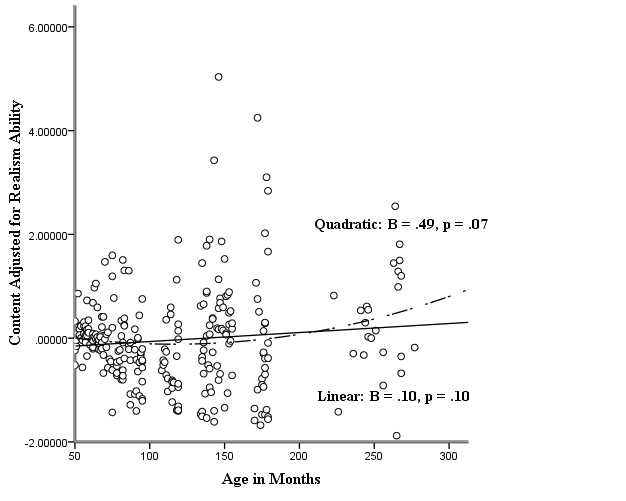 6.00000
4.00000
2.00000
.00000
-2.00000
Content Adjusted for Realism Ability
Quadratic: B = .49, p = .07
Linear: B = .10, p = .10
50 100 150 200 250 300
Age in Months